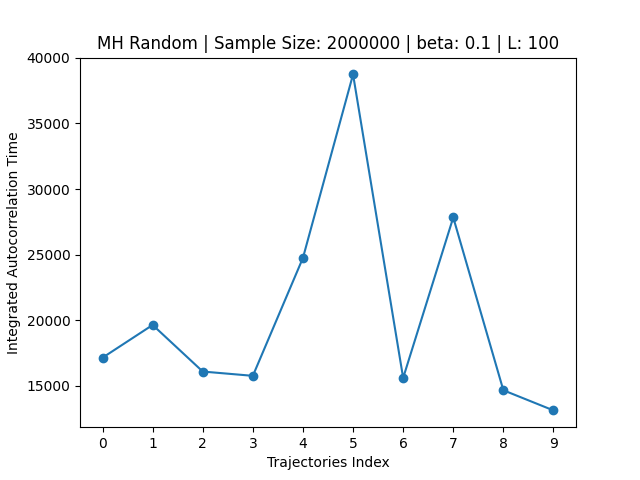 MH Random | Sample Size: 2000000 | beta: 0.1 | L: 100
40000
35000
30000
25000
20000
15000
Integrated Autocorrelation Time
0 1 2 3 4 5 6 7 8 9
Trajectories Index